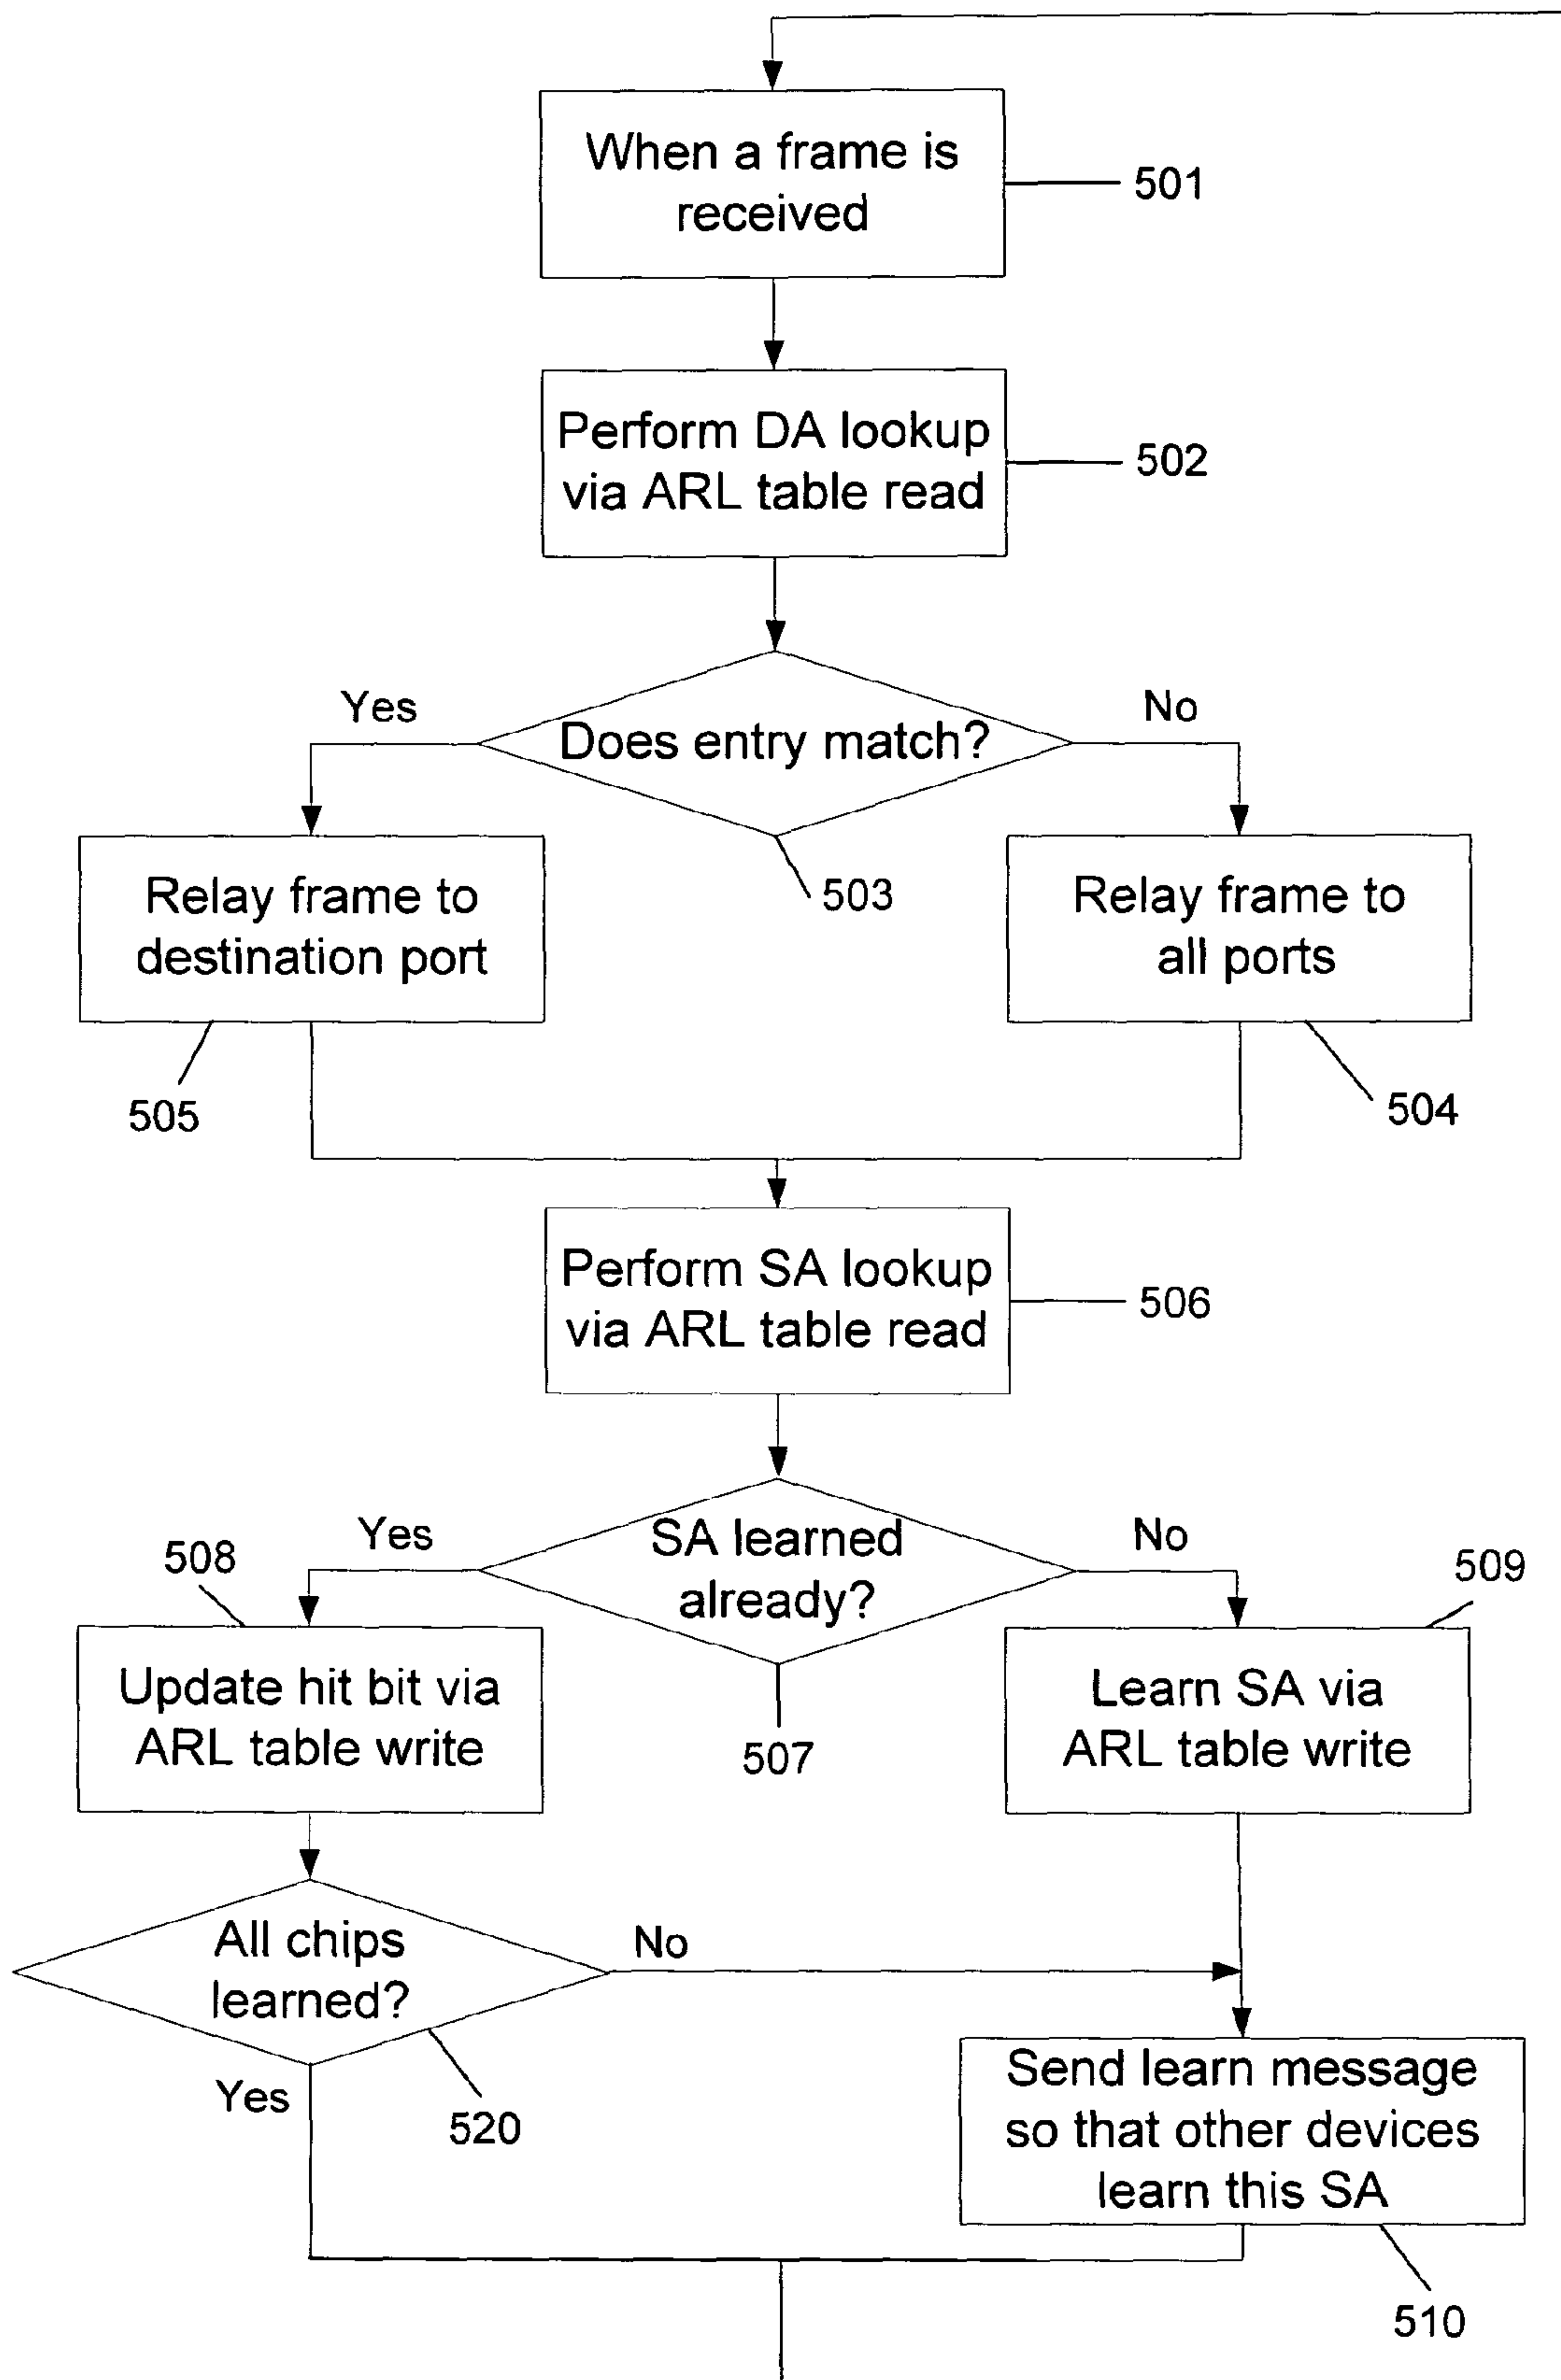 When a frame is
received
501
Perform DA lookup
via ARL table read
502
Yes
Does entry match?
No
503
Relay frame to
destination port
505
Relay frame to
all ports
504
Perform SA lookup
via ARL table read
506
Yes
SA learned
already?
No
507
508
Update hit bit via
ARL table write
509
Learn SA via
ARL table write
All chips
learned?
No
Yes
520
Send learn message
so that other devices
learn this SA
510